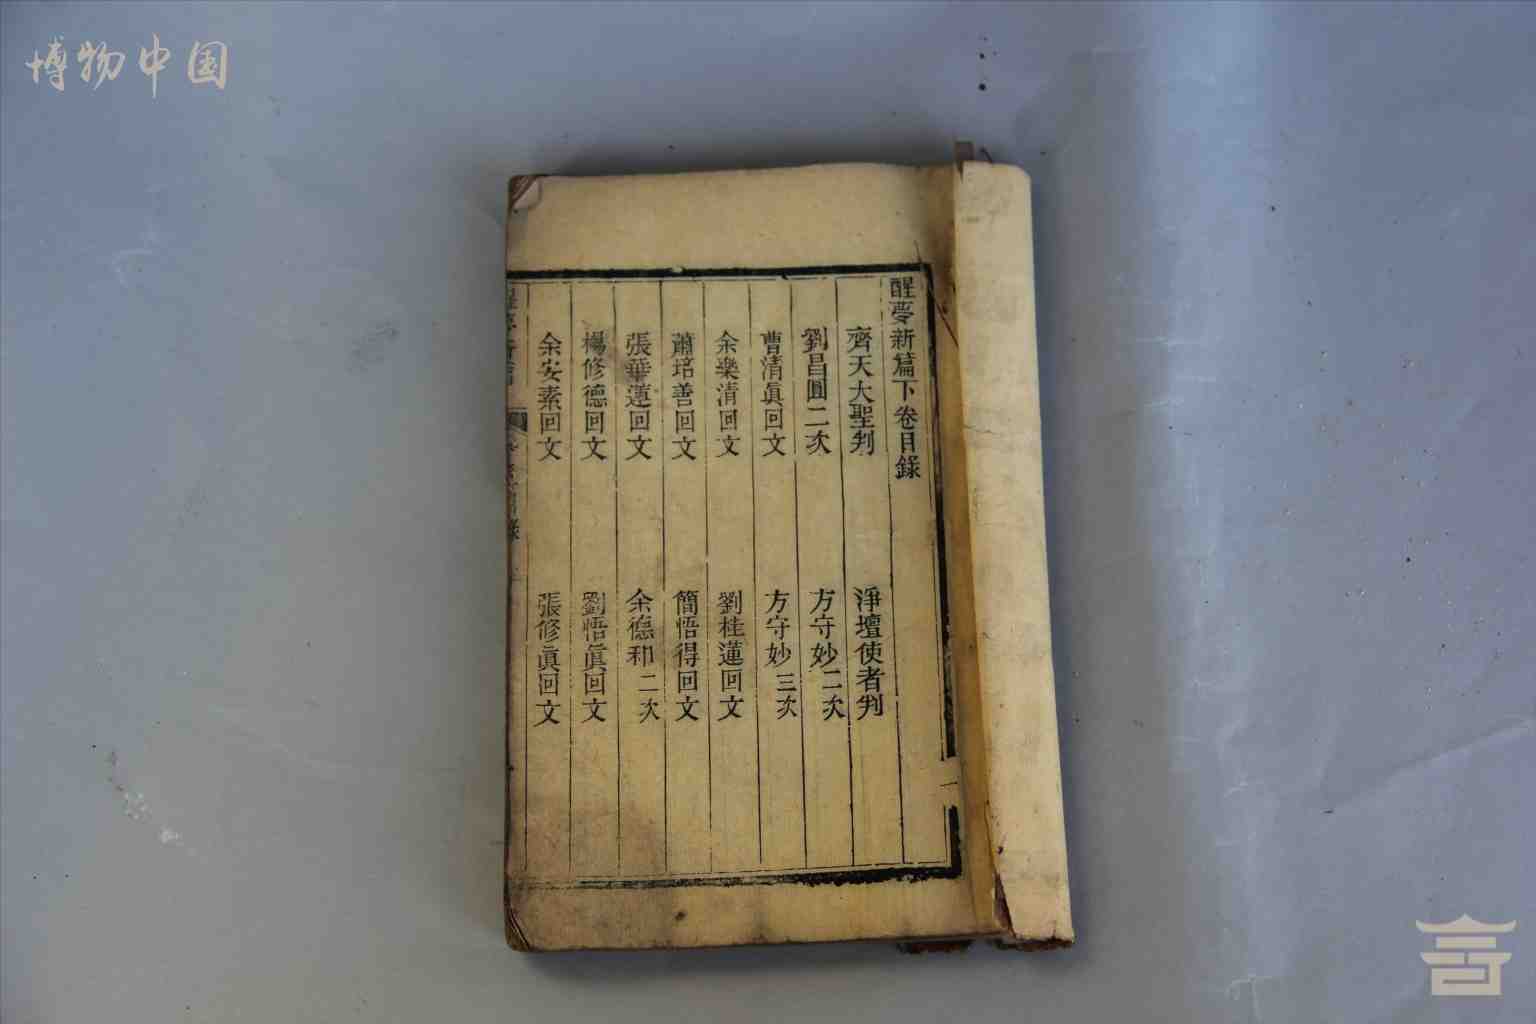 博物中国
醒夢新篇下卷目錄
齊天大聖判
淨壇使者判
劉昌圓二次
方守妙二次
曹清眞回文
方守妙三次
余樂清回文
劉桂蓮回文
蕭培善回文
簡悟得回文
張華蓮回文
余德和二次
楊修德回文
劉悟眞回文
余安素回文
張修眞回文